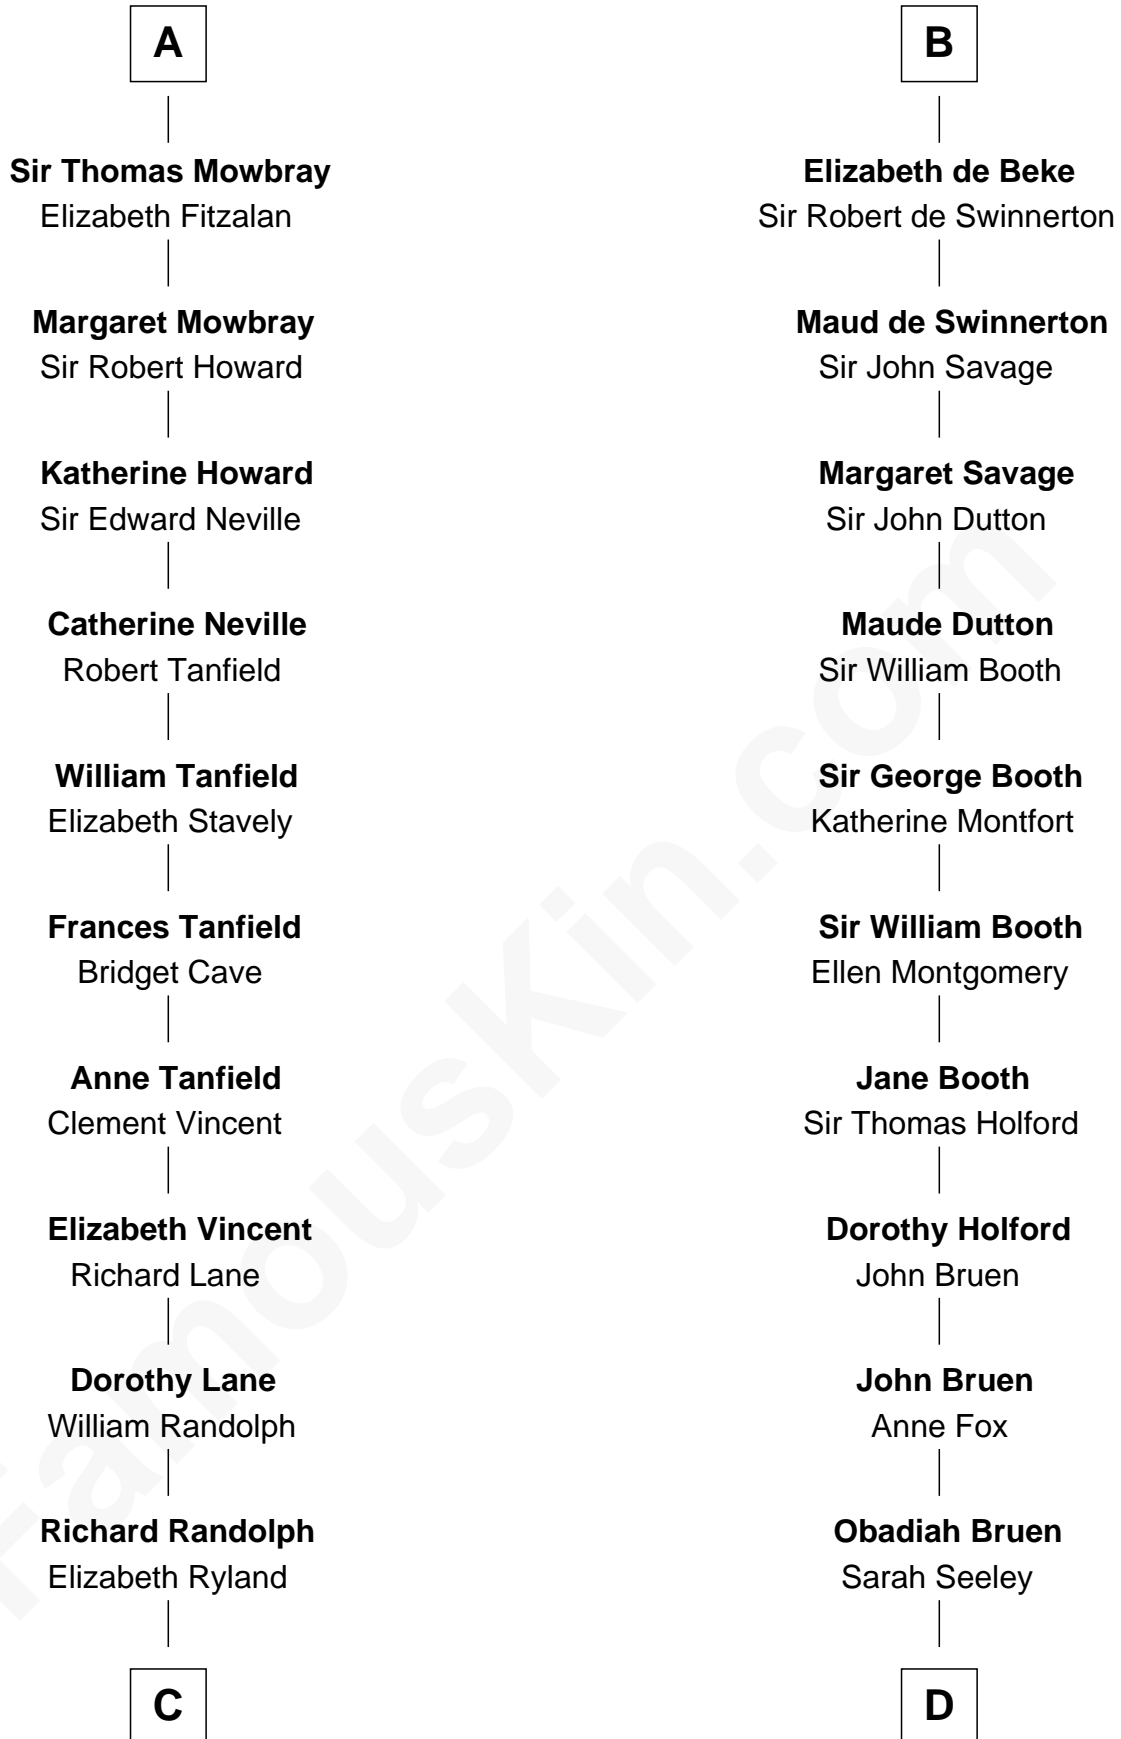 A
Sir Thomas Mowbray
Elizabeth Fitzalan
Margaret Mowbray
Sir Robert Howard
Katherine Howard
Sir Edward Neville
Catherine Neville
Robert Tanfield
William Tanfield
Elizabeth Stavely
Frances Tanfield
Bridget Cave
Anne Tanfield
Clement Vincent
Elizabeth Vincent
Richard Lane
Dorothy Lane
William Randolph
Richard Randolph
Elizabeth Ryland
C
B
Elizabeth de Beke
Sir Robert de Swinnerton
Maud de Swinnerton
Sir John Savage
Margaret Savage
Sir John Dutton
Maude Dutton
Sir William Booth
Sir George Booth
Katherine Montfort
Sir William Booth
Ellen Montgomery
Jane Booth
Sir Thomas Holford
Dorothy Holford
John Bruen
John Bruen
Anne Fox
Obadiah Bruen
Sarah Seeley
D
FamousKin.com